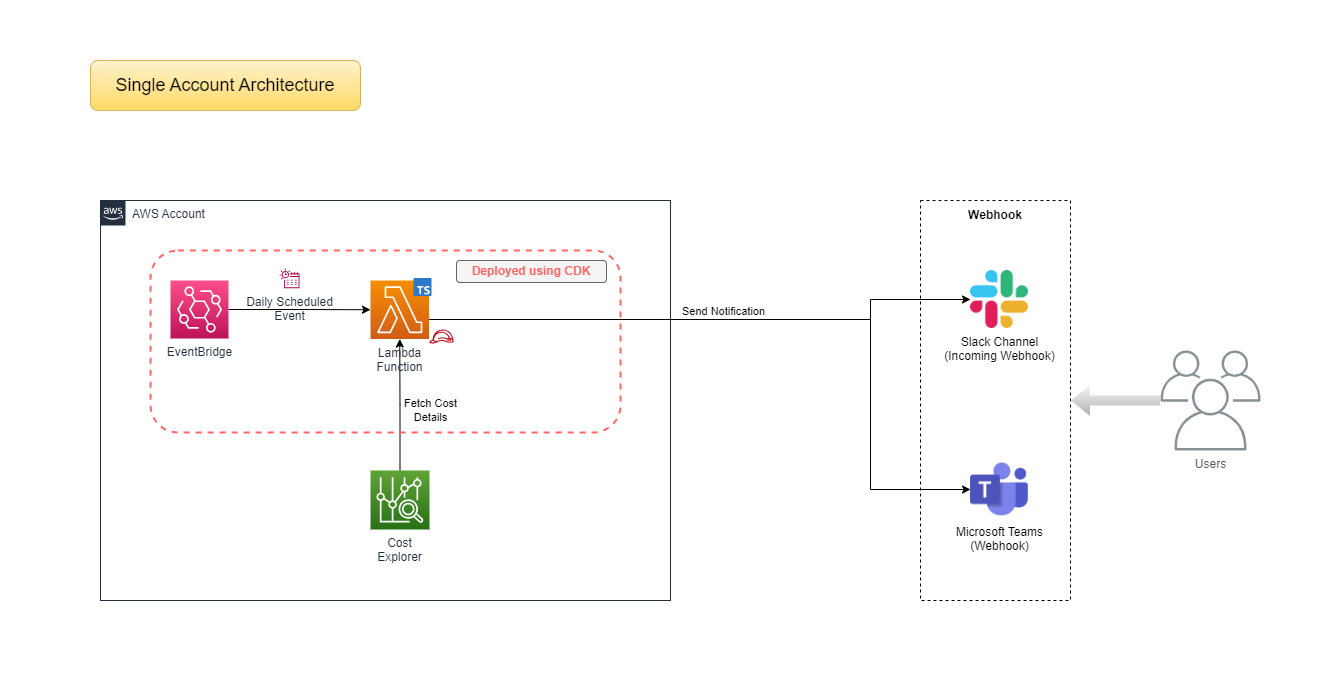 Single Account Architecture
aws
AWS Account
Webhook
Deployed using CDK
TS
Daily Scheduled
Event
EventBridge
Lambda
Function
Send Notification
Slack Channel
(Incoming Webhook)
Fetch Cost
Details
Users
T
Microsoft Teams
(Webhook)
Cost
Explorer